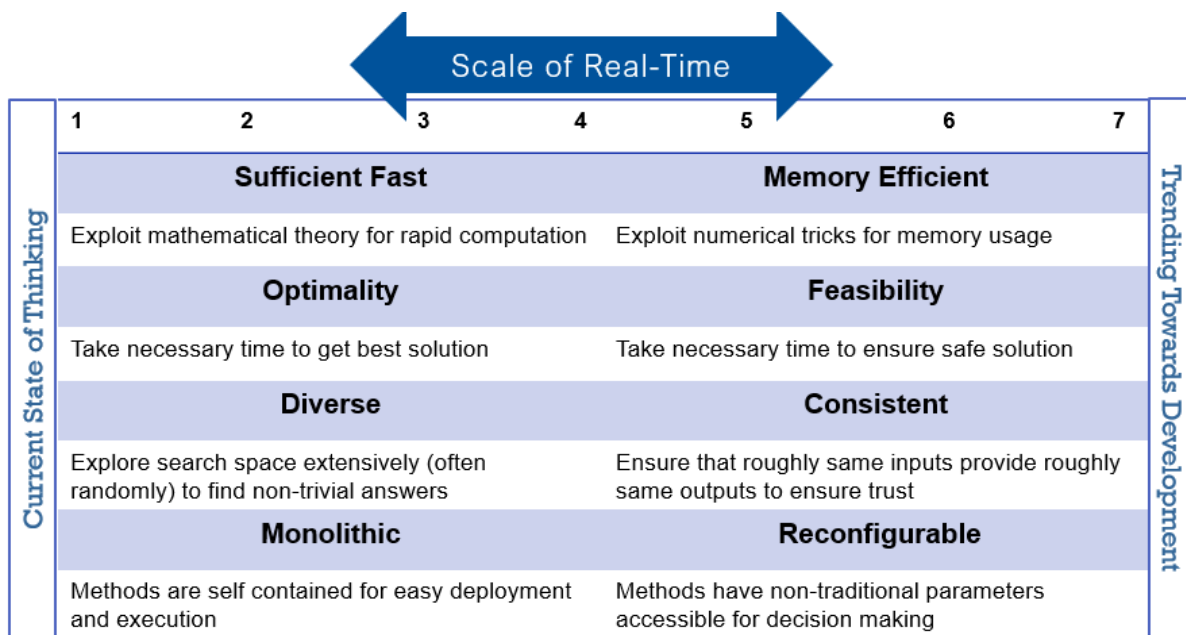 Scale of Real-Time
1 2 3 4 5 6 7
Current State of Thinking
Sufficient Fast Memory Efficient
Exploit mathematical theory for rapid computation Exploit numerical tricks for memory usage
Optimality Feasibility
Take necessary time to get best solution Take necessary time to ensure safe solution
Diverse Consistent
Explore search space extensively (often Ensure that roughly same inputs provide roughly
randomly) to find non-trivial answers same outputs to ensure trust
Monolithic Reconfigurable
Methods are self contained for easy deployment Methods have non-traditional parameters
and execution accessible for decision making
Trending Towards Development